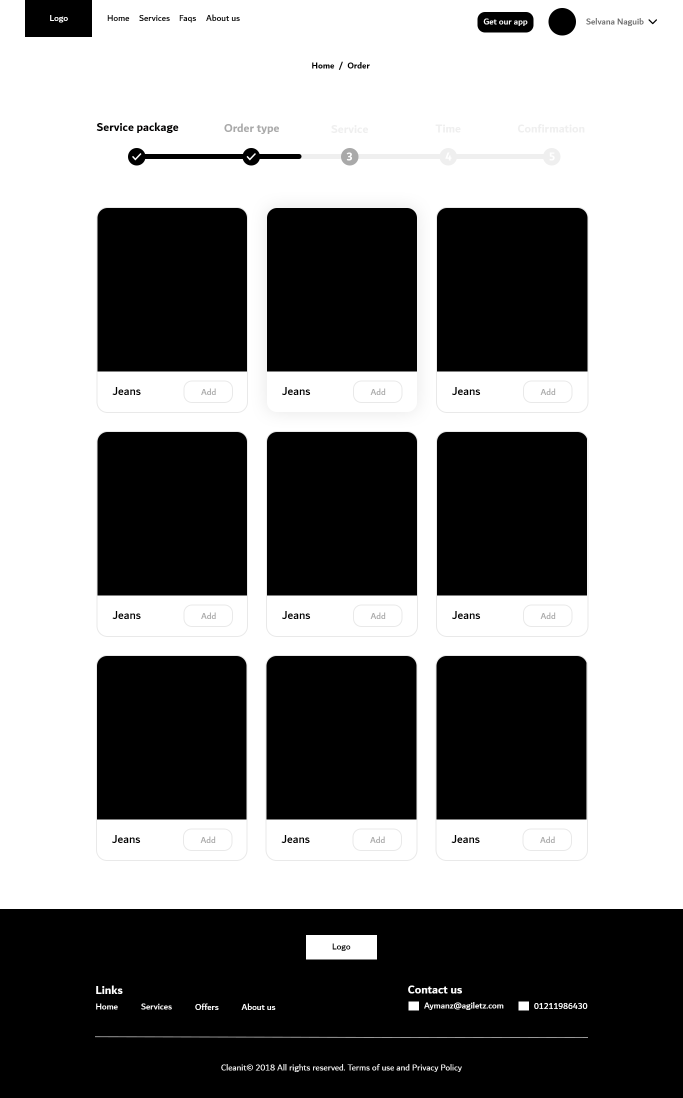 Logo
Home Services Faqs About us
Get our app
Selvana Naguib
Home / Order
Service package Order type Service Time Confirmation
3 4 5
Jeans Add Jeans Add Jeans Add
Jeans Add Jeans Add Jeans Add
Jeans Add Jeans Add Jeans Add
Logo
Links
Home Services Offers About us
Contact us
Aymanz@agiletz.com 01211986430
Cleanit© 2018 All rights reserved. Terms of use and Privacy Policy